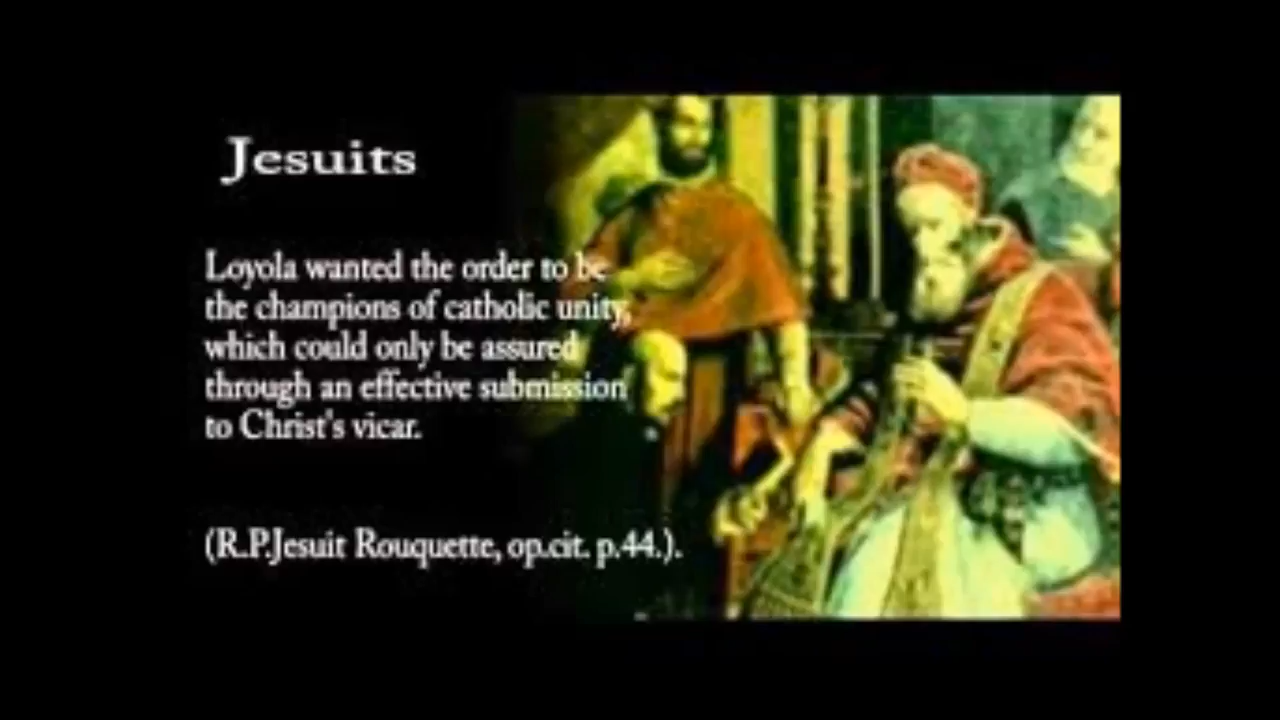 Jesuits
Loyola wanted the order to be
the champions of catholic unity,
which could only be assured
through an effective submission
to Christ's vicar.
(R.P.Jesuit Rouquette, op.cit. p.44.).